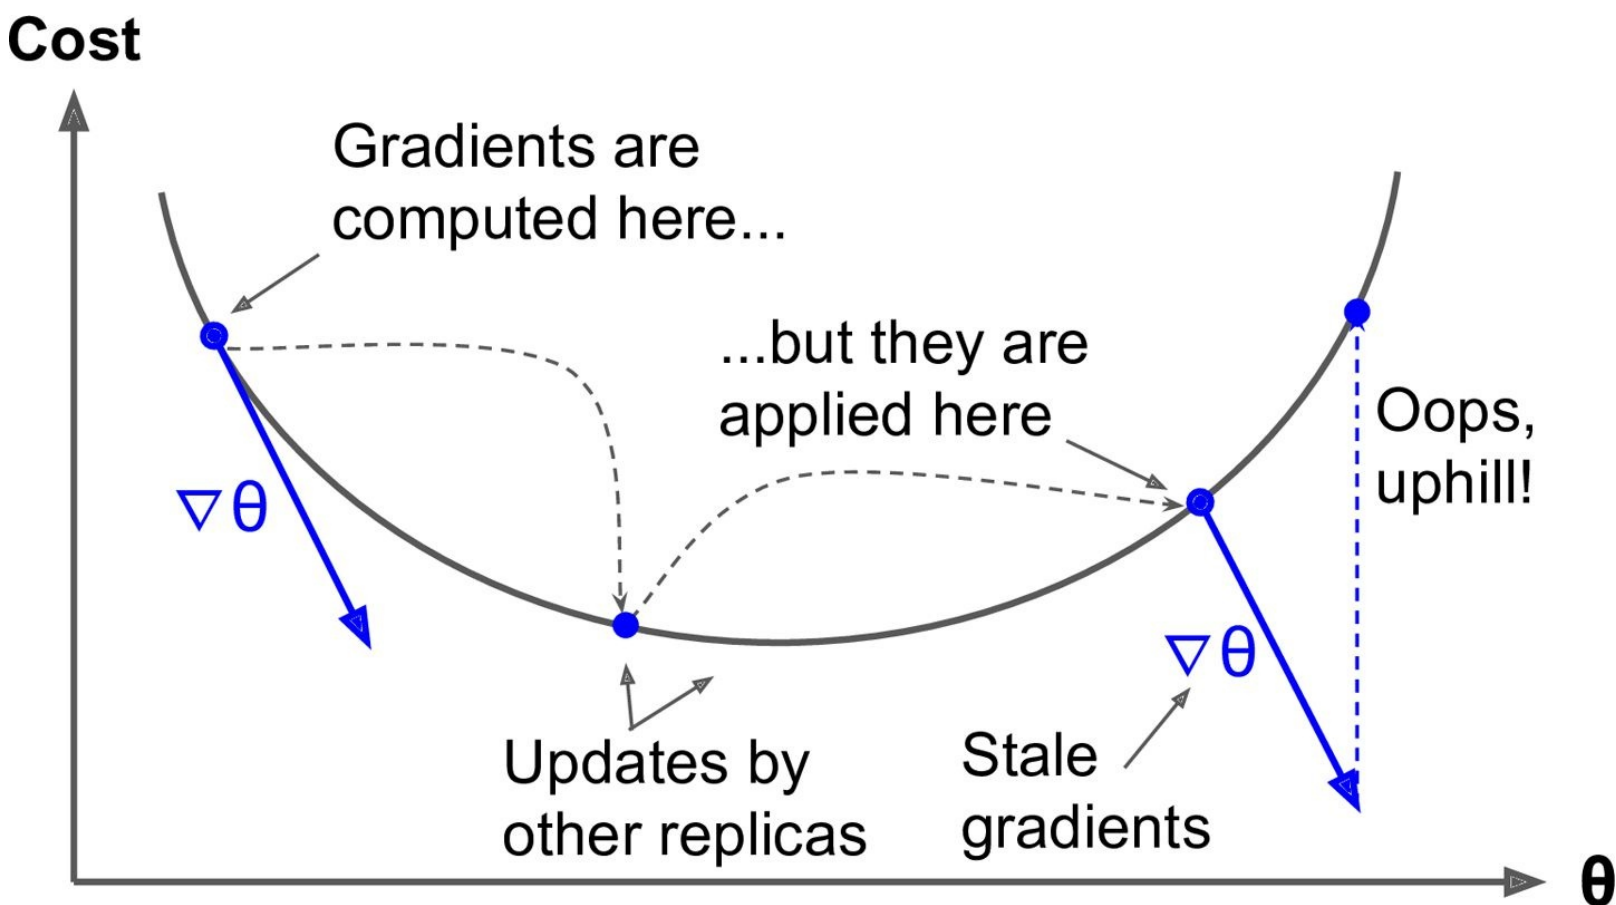 Cost
Gradients are
computed here...
...but they are
applied here
Oops,
uphill!
∇θ
∇θ
Updates by
other replicas
Stale
gradients
θ